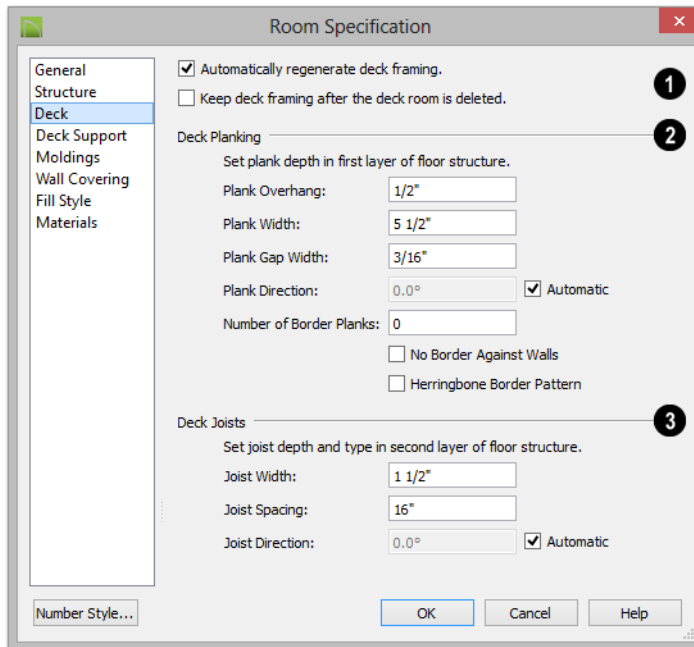 Room Specification
General
Structure
Deck
Deck Support
Moldings
Wall Covering
Fill Style
Materials
Automatically regenerate deck framing.
Keep deck framing after the deck room is deleted.
1
Deck Planking
2
Set plank depth in first layer of floor structure.
Plank Overhang: 1/2"
Plank Width: 5 1/2"
Plank Gap Width: 3/16"
Plank Direction: 0.0° Automatic
Number of Border Planks: 0
No Border Against Walls
Herringbone Border Pattern
Deck Joists
3
Set joist depth and type in second layer of floor structure.
Joist Width: 1 1/2"
Joist Spacing: 16"
Joist Direction: 0.0° Automatic
Number Style... OK Cancel Help